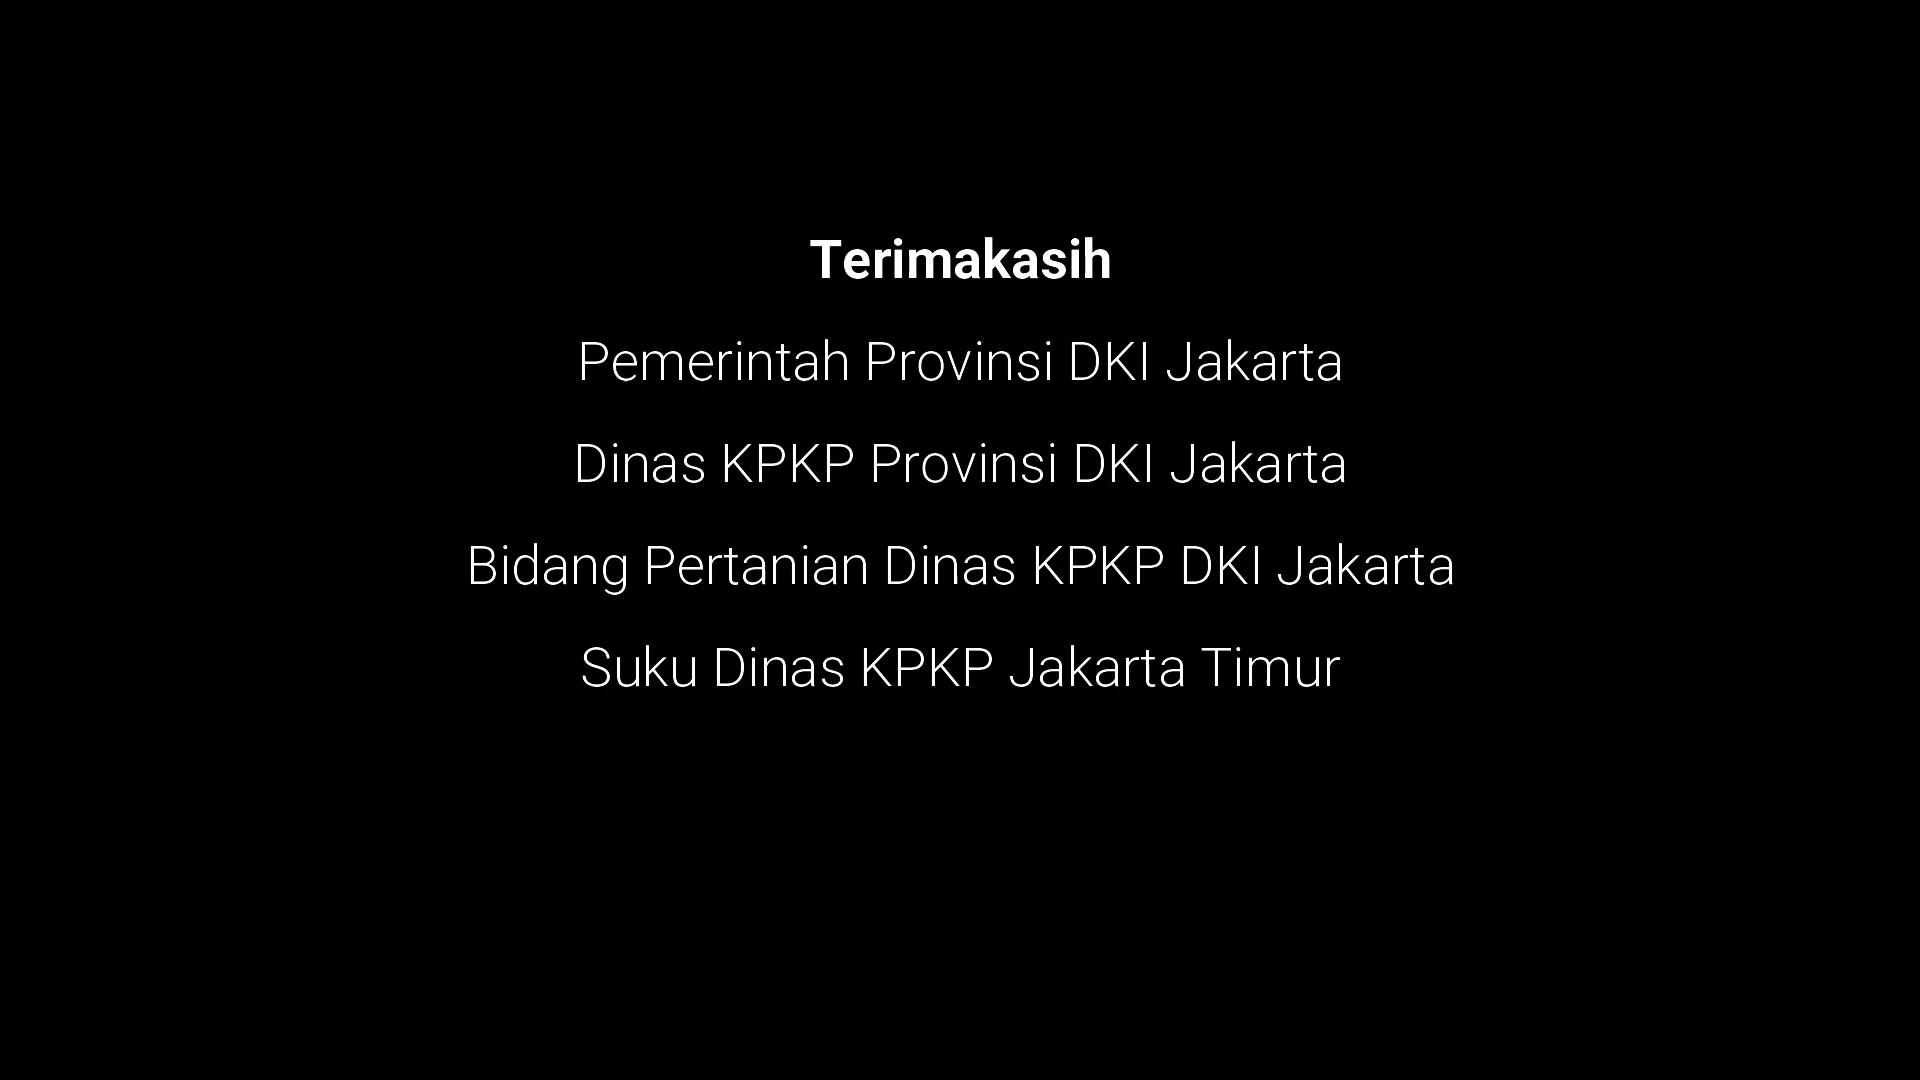 Terimakasih
Pemerintah Provinsi DKI Jakarta
Dinas KPKP Provinsi DKI Jakarta
Bidang Pertanian Dinas KPKP DKI Jakarta
Suku Dinas KPKP Jakarta Timur